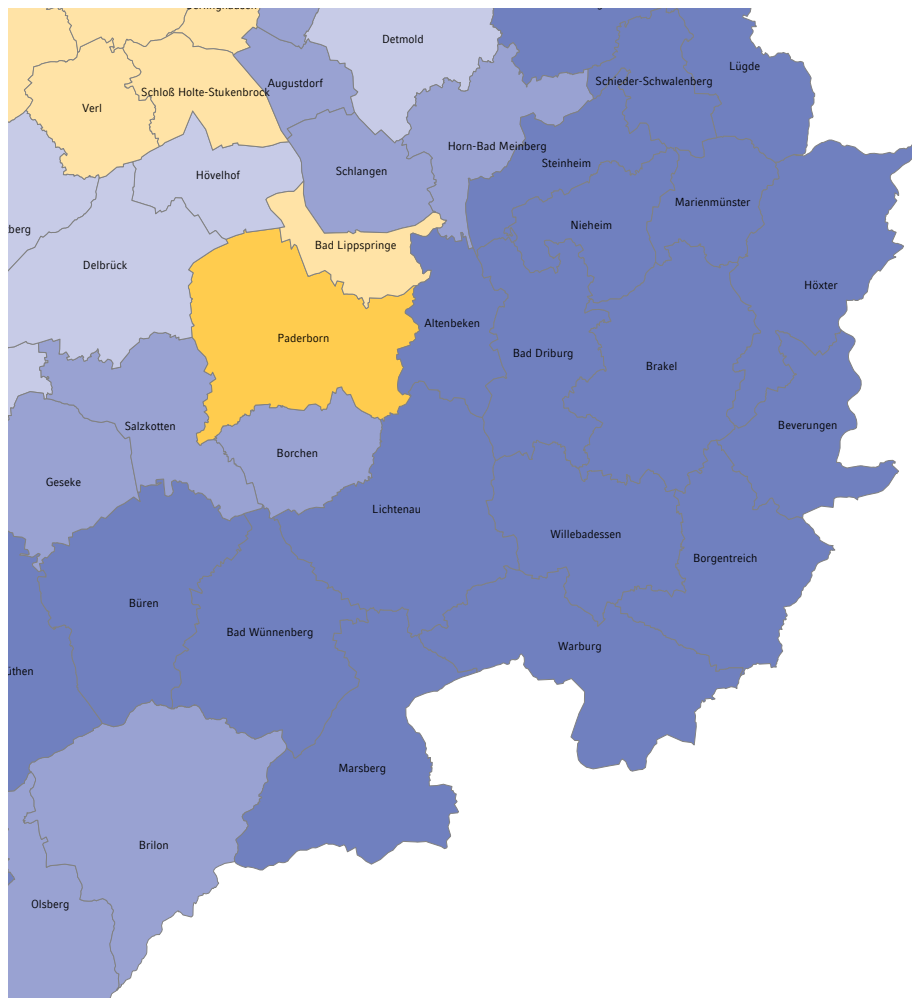 Detmold
Lügde
Schieder-Schwalenberg
Augustdorf
Schloß Holte-Stukenbrock
Verl
Horn-Bad Meinberg
Steinheim
Schlangen
Hövelhof
Marienmünster
Nieheim
berg
Bad Lippspringe
Delbrück
Höxter
Altenbeken
Paderborn
Bad Driburg
Brakel
Salzkotten
Beverungen
Borchen
Geseke
Lichtenau
Willebadessen
Borgentreich
Büren
Bad Wünnenberg
Warburg
üthen
Marsberg
Brilon
Olsberg